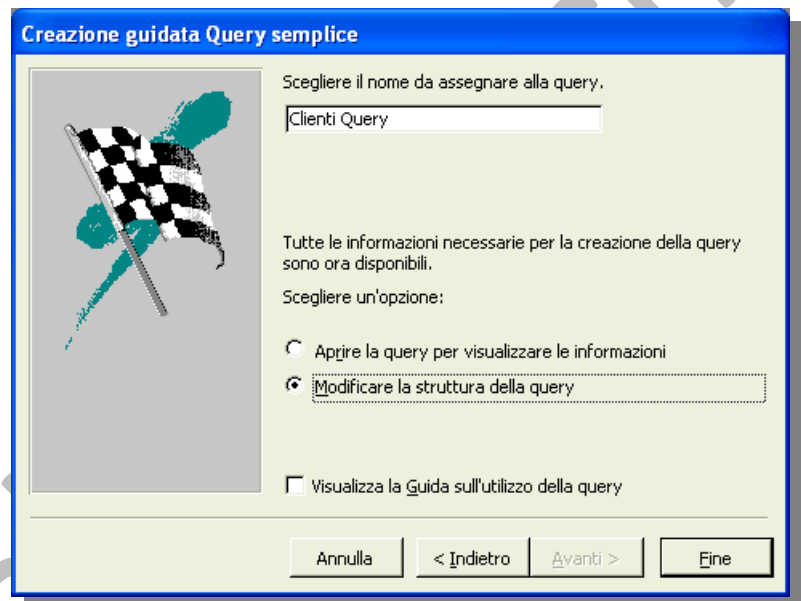 Creazione guidata Query semplice
Scegliere il nome da assegnare alla query.
Clienti Query
Tutte le informazioni necessarie per la creazione della query
sono ora disponibili.
Scegliere un'opzione:
Aprire la query per visualizzare le informazioni
Modificare la struttura della query
Visualizza la Guida sull'utilizzo della query
Annulla
< Indietro
Avanti >
Fine